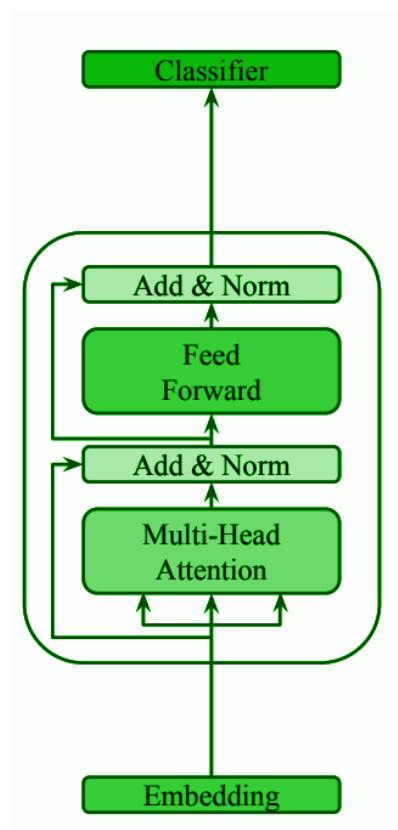 Classifier
Add & Norm
Feed
Forward
Add & Norm
Multi-Head
Attention
Embedding